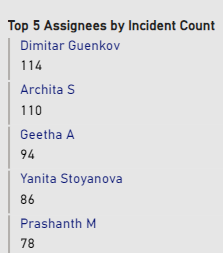 Top 5 Assignees by Incident Count
Dimitar Guenkov
114
Archita S
110
Geetha A
94
Yanita Stoyanova
86
Prashanth M
78